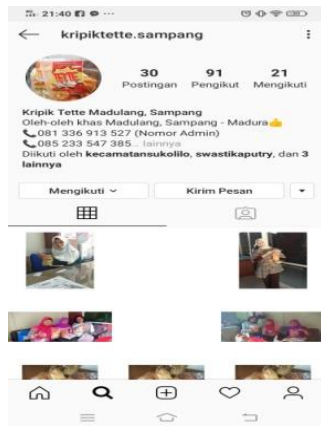 21:40
kripiktette.sampang
30 91 21
Postingan Pengikut Mengikuti
Kripik Tette Madulang, Sampang
Oleh-oleh khas Madulang, Sampang - Madura👍
📞081 336 913 527 (Nomor Admin)
📞085 233 547 385... lainnya
Diikuti oleh kecamatansukolilo, swastikaputry, dan 3
lainnya
Mengikuti Kirim Pesan